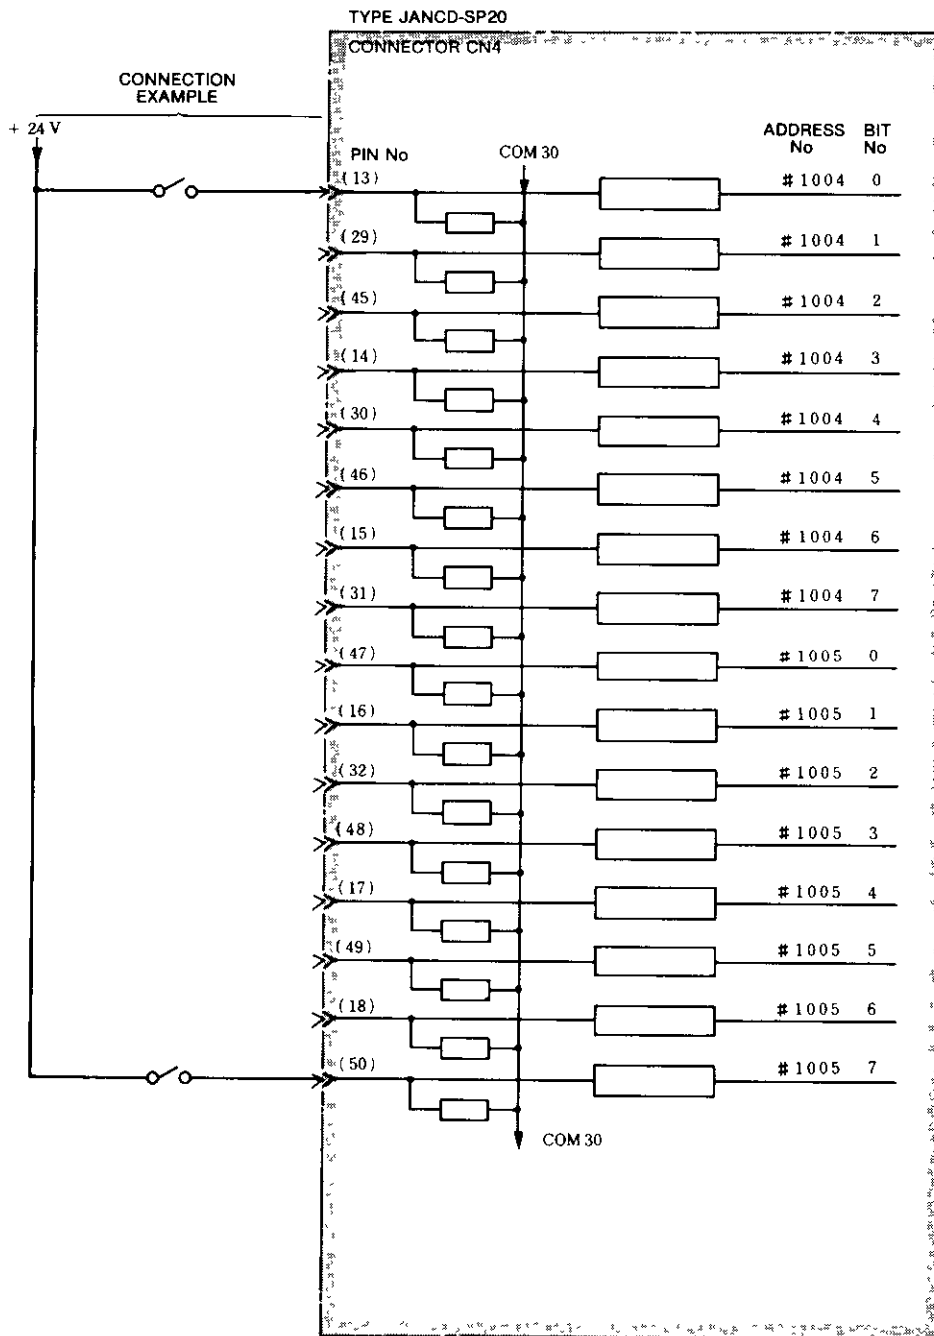 TYPE JANCD-SP20
CONNECTOR CN4
CONNECTION
EXAMPLE
+ 24 V
PIN No
COM 30
ADDRESS
No
BIT
No
(13) # 1004 0
(29) # 1004 1
(45) # 1004 2
(14) # 1004 3
(30) # 1004 4
(46) # 1004 5
(15) # 1004 6
(31) # 1004 7
(47) # 1005 0
(16) # 1005 1
(32) # 1005 2
(48) # 1005 3
(17) # 1005 4
(49) # 1005 5
(18) # 1005 6
(50) # 1005 7
COM 30